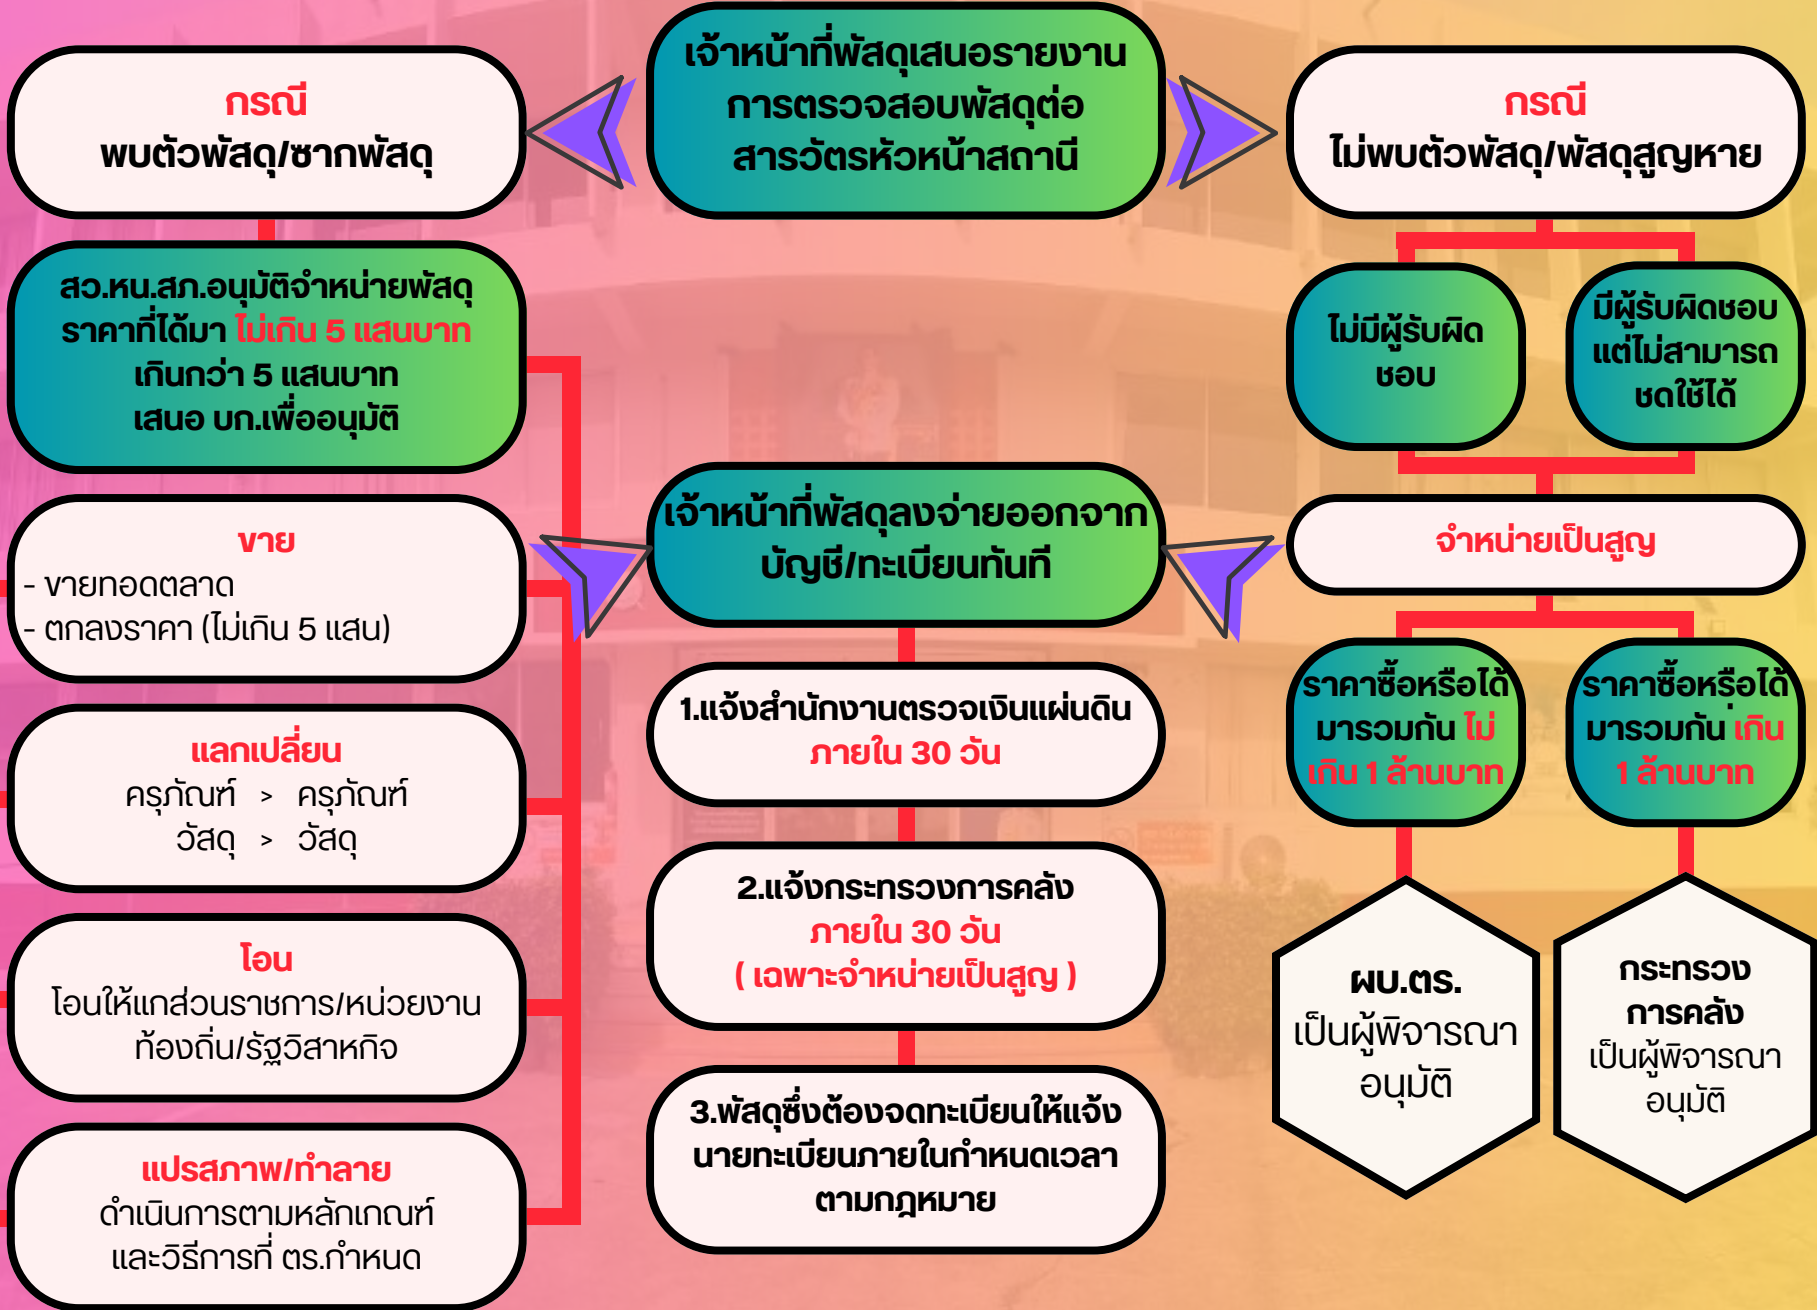 เจ้าหน้าที่พัสดุเสนอรายงาน
การตรวจสอบพัสดุต่อ
สารวัตรหัวหน้าสถานี
กรณี
พบตัวพัสดุ/ซากพัสดุ
สว.หน.สภ.อนุมัติจำหน่ายพัสดุ
ราคาที่ได้มา ไม่เกิน 5 แสนบาท
เกินกว่า 5 แสนบาท
เสนอ บก.เพื่ออนุมัติ
ขาย
- ขายทอดตลาด
- ตกลงราคา (ไม่เกิน 5 แสน)
แลกเปลี่ยน
ครุภัณฑ์ > ครุภัณฑ์
วัสดุ > วัสดุ
โอน
โอนให้แกส่วนราชการ/หน่วยงาน
ท้องถิ่น/รัฐวิสาหกิจ
แปรสภาพ/ทำลาย
ดำเนินการตามหลักเกณฑ์
และวิธีการที่ ตร.กำหนด
เจ้าหน้าที่พัสดุลงจ่ายออกจาก
บัญชี/ทะเบียนทันที
1.แจ้งสำนักงานตรวจเงินแผ่นดิน
ภายใน 30 วัน
2.แจ้งกระทรวงการคลัง
ภายใน 30 วัน
( เฉพาะจำหน่ายเป็นสูญ )
3.พัสดุซึ่งต้องจดทะเบียนให้แจ้ง
นายทะเบียนภายในกำหนดเวลา
ตามกฎหมาย
กรณี
ไม่พบตัวพัสดุ/พัสดุสูญหาย
ไม่มีผู้รับผิด
ชอบ
มีผู้รับผิดชอบ
แต่ไม่สามารถ
ชดใช้ได้
จำหน่ายเป็นสูญ
ราคาซื้อหรือได้
มารวมกัน ไม่
เกิน 1 ล้านบาท
ราคาซื้อหรือได้
มารวมกัน เกิน
1 ล้านบาท
ผบ.ตร.
เป็นผู้พิจารณา
อนุมัติ
กระทรวง
การคลัง
เป็นผู้พิจารณา
อนุมัติ